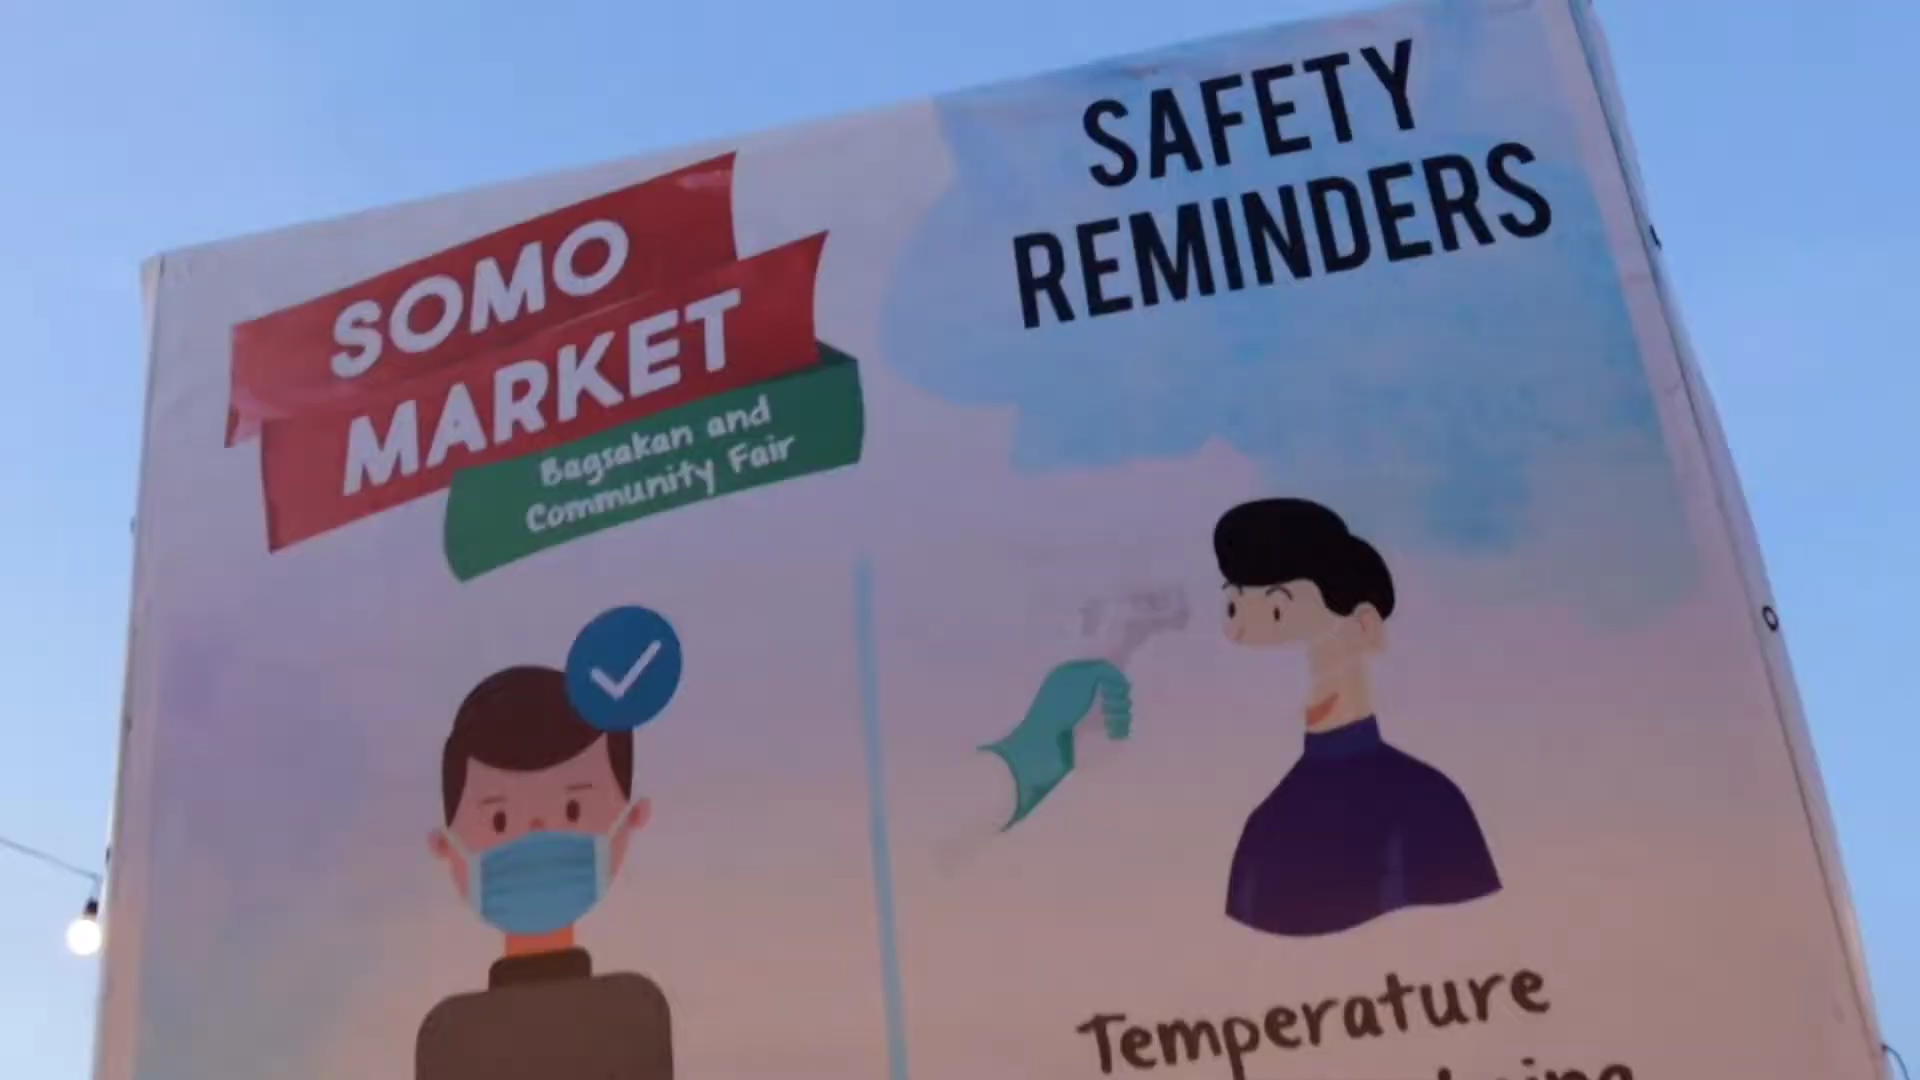 SOMO
MARKET
Bagsakan and
Community Fair
SAFETY
REMINDERS
Temperature